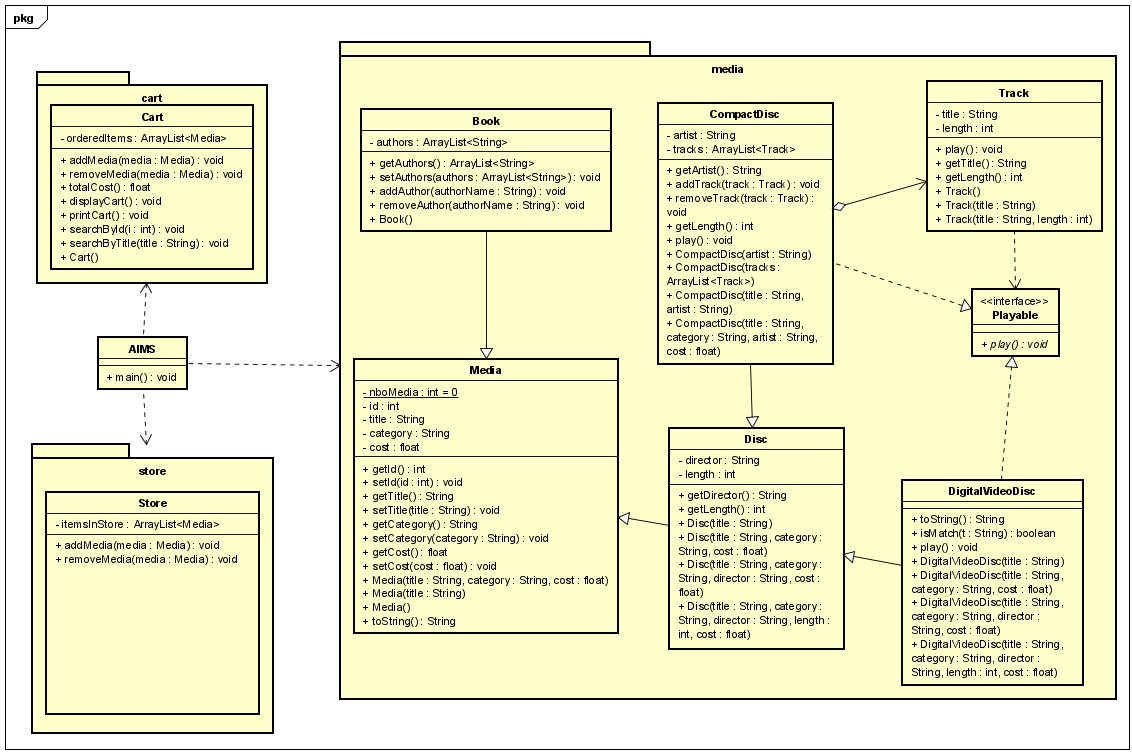 pkg
cart
Cart
- orderedItems : ArrayList<Media>
+ addMedia(media : Media) : void
+ removeMedia(media : Media) : void
+ totalCost() : float
+ displayCart() : void
+ printCart() : void
+ searchById(i : int) : void
+ searchByTitle(title : String) : void
+ Cart()
AIMS
+ main() : void
store
Store
- itemsInStore : ArrayList<Media>
+ addMedia(media : Media) : void
+ removeMedia(media : Media) : void
media
Book
- authors : ArrayList<String>
+ getAuthors() : ArrayList<String>
+ setAuthors(authors : ArrayList<String>) : void
+ addAuthor(authorName : String) : void
+ removeAuthor(authorName : String) : void
+ Book()
Media
- nboMedia : int = 0
- id : int
- title : String
- category : String
- cost : float
+ getId() : int
+ setId(id : int) : void
+ getTitle() : String
+ setTitle(title : String) : void
+ getCategory() : String
+ setCategory(category : String) : void
+ getCost() : float
+ setCost(cost : float) : void
+ Media(title : String, category : String, cost : float)
+ Media(title : String)
+ Media()
+ toString() : String
CompactDisc
- artist : String
- tracks : ArrayList<Track>
+ getArtist() : String
+ addTrack(track : Track) : void
+ removeTrack(track : Track) :
void
+ getLength() : int
+ play() : void
+ CompactDisc(artist : String)
+ CompactDisc(tracks :
ArrayList<Track>)
+ CompactDisc(title : String,
artist : String)
+ CompactDisc(title : String,
category : String, artist : String,
cost : float)
Disc
- director : String
- length : int
+ getDirector() : String
+ getLength() : int
+ Disc(title : String)
+ Disc(title : String, category :
String, cost : float)
+ Disc(title : String, category :
String, director : String, cost :
float)
+ Disc(title : String, category :
String, director : String, length :
int, cost : float)
Track
- title : String
- length : int
+ play() : void
+ getTitle() : String
+ getLength() : int
+ Track()
+ Track(title : String)
+ Track(title : String, length : int)
<<interface>>
Playable
+ play() : void
DigitalVideoDisc
+ toString() : String
+ isMatch(t : String) : boolean
+ play() : void
+ DigitalVideoDisc(title : String)
+ DigitalVideoDisc(title : String,
category : String, cost : float)
+ DigitalVideoDisc(title : String,
category : String, director :
String, cost : float)
+ DigitalVideoDisc(title : String,
category : String, director :
String, length : int, cost : float)